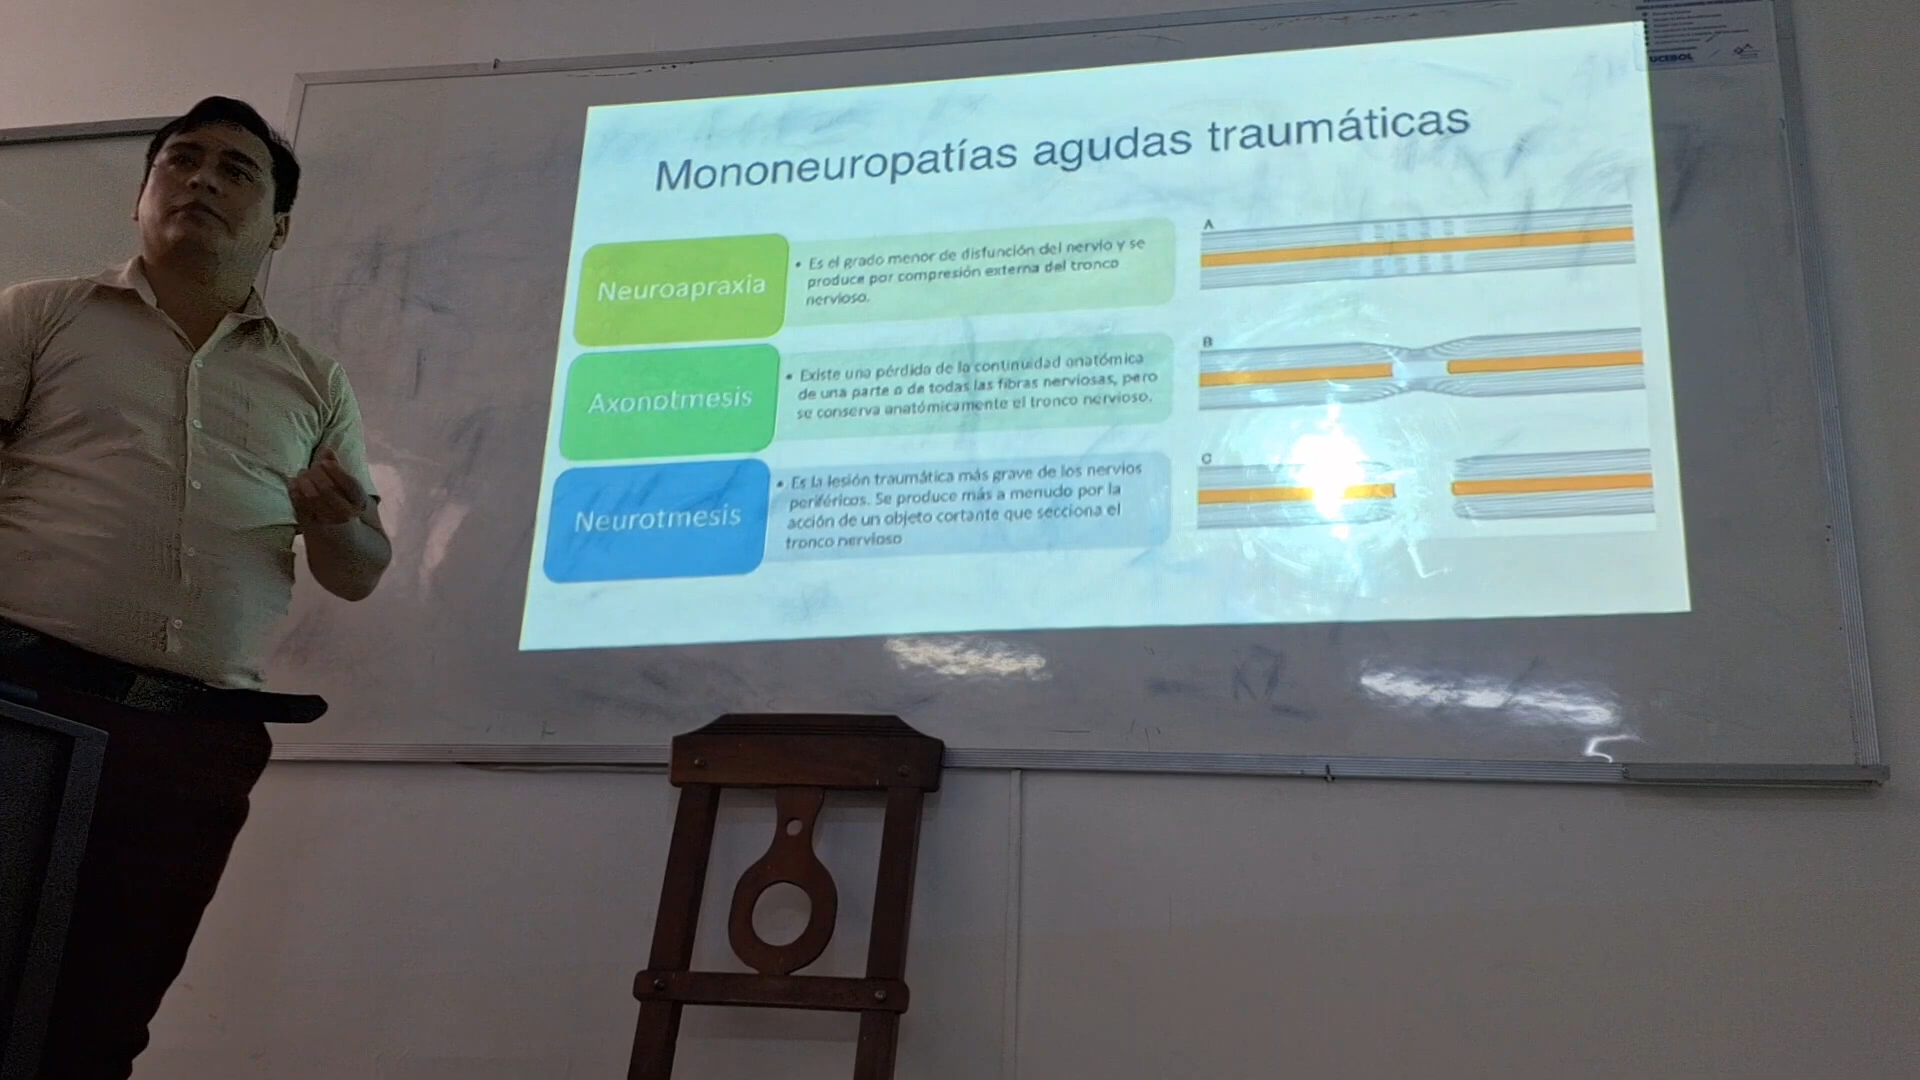 UCEBOL
Mononeuropatías agudas traumáticas
Neuroapraxia
• Es el grado menor de disfunción del nervio y se
produce por compresión externa del tronco
nervioso.
Axonotmesis
• Existe una pérdida de la continuidad anatómica
de una parte o de todas las fibras nerviosas, pero
se conserva anatómicamente el tronco nervioso.
Neurotmesis
• Es la lesión traumática más grave de los nervios
periféricos. Se produce más a menudo por la
acción de un objeto cortante que secciona el
tronco nervioso
A
B
C